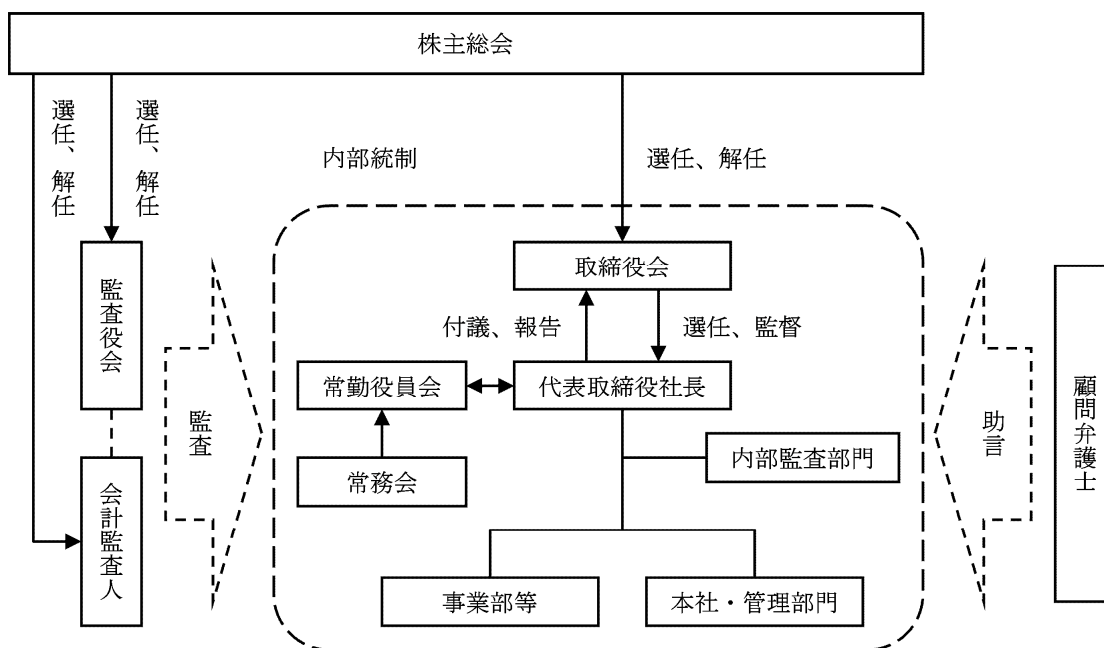 株主総会
選任、解任
選任、解任
内部統制
選任、解任
監査役会
取締役会
付議、報告
選任、監督
常勤役員会
代表取締役社長
監査
助言
顧問弁護士
内部監査部門
常務会
会計監査人
事業部等
本社・管理部門